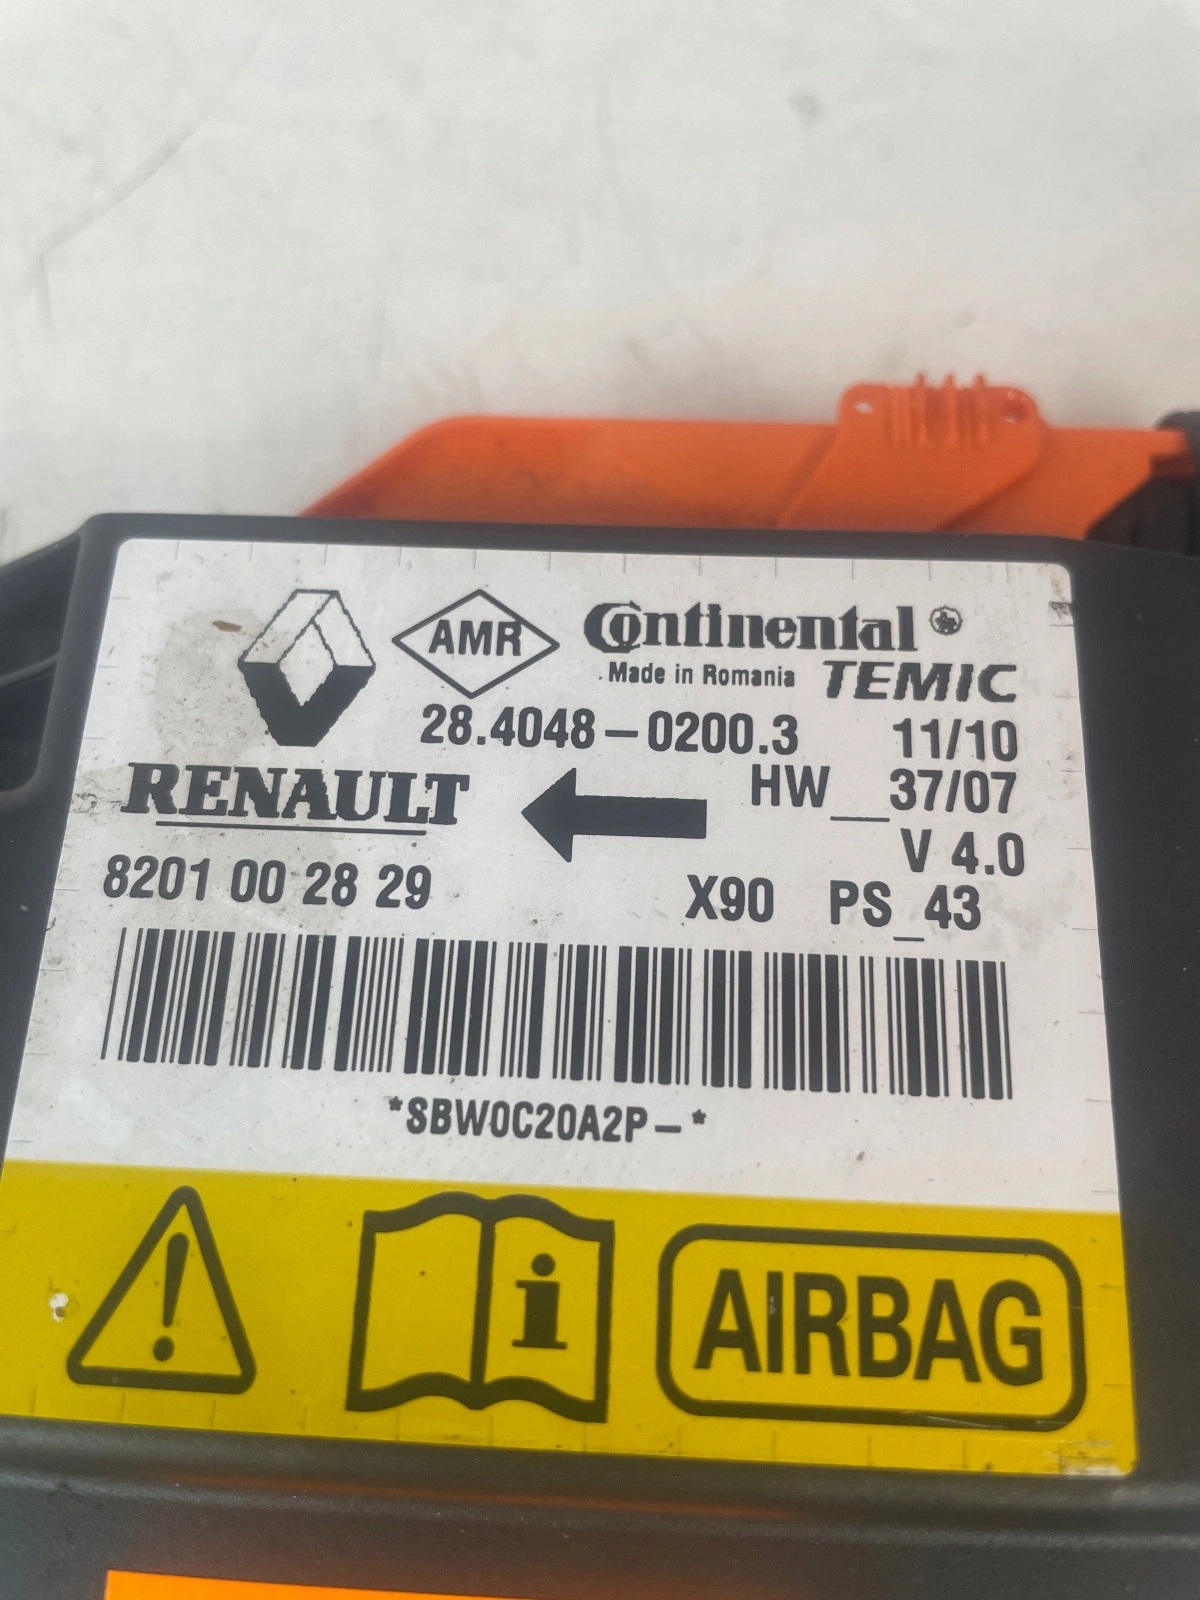 AMR
Continental
Made in Romania TEMIC
28.4048-0200.3 11/10
RENAULT
HW__37/07
V 4.0
8201 00 28 29
X90 PS_43
*SBW0C20A2P-*
i
AIRBAG